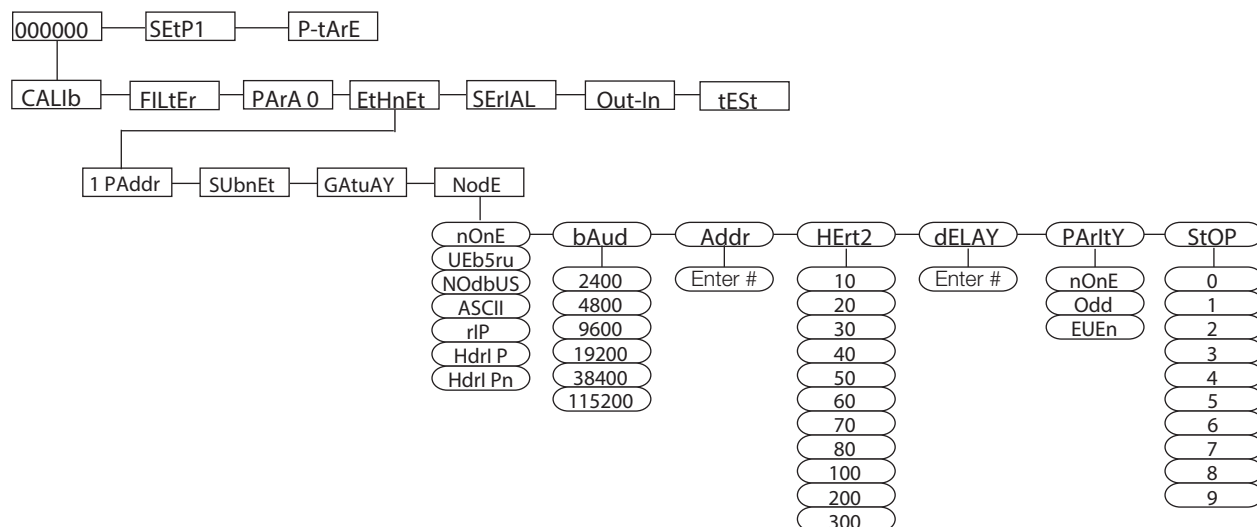 000000 SEtP1 P-tArE
CALIb FILtEr PArA 0 EtHnEt SErIAL Out-In tESt
1 PAddr SUbnEt GAtuAY NodE
nOnE bAud Addr HErt2 dELAY PArItY StOP
UEb5ru
NOdbUS
ASCII
rIP
HdrI P
HdrI Pn
2400
4800
9600
19200
38400
115200
Enter #
10
20
30
40
50
60
70
80
100
200
300
Enter #
nOnE
Odd
EUEn
0
1
2
3
4
5
6
7
8
9